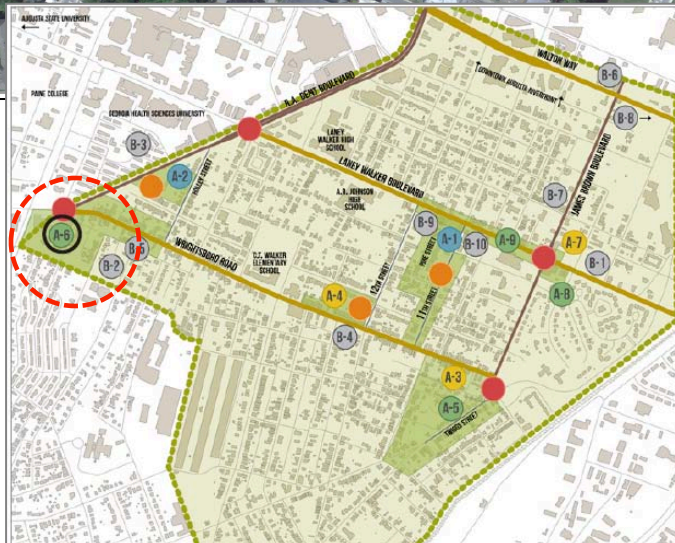 AUGUSTA STATE UNIVERSITY
PAINE COLLEGE
GEORGIA HEALTH SCIENCES UNIVERSITY
R.A. DENT BOULEVARD
WALTON WAY
B-6
DOWNTOWN AUGUSTA RIVERFRONT
B-8
B-3
A-2
HOLLEY STREET
LANEY
WALKER HIGH
SCHOOL
LANEY WALKER BOULEVARD
JAMES BROWN BOULEVARD
B-7
A.R. JOHNSON
HIGH
SCHOOL
A-6
B-5
B-2
WRIGHTSBORO ROAD
C.T. WALKER
ELEMENTARY
SCHOOL
B-9
A-1
B-10
PINE STREET
12TH STREET
11TH STREET
A-9
A-7
B-1
A-8
A-4
B-4
A-3
A-5
THIRD STREET